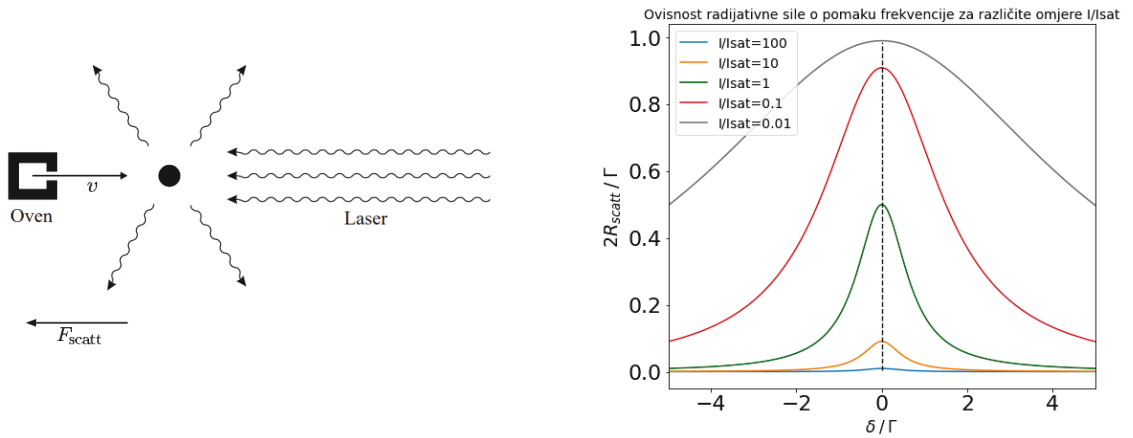 Oven
v
Laser
F_scatt
Ovisnost radijativne sile o pomaku frekvencije za različite omjere I/Isat
I/Isat=100
I/Isat=10
I/Isat=1
I/Isat=0.1
I/Isat=0.01
2R_scatt / Γ
1.0
0.8
0.6
0.4
0.2
0.0
−4 −2 0 2 4
δ / Γ